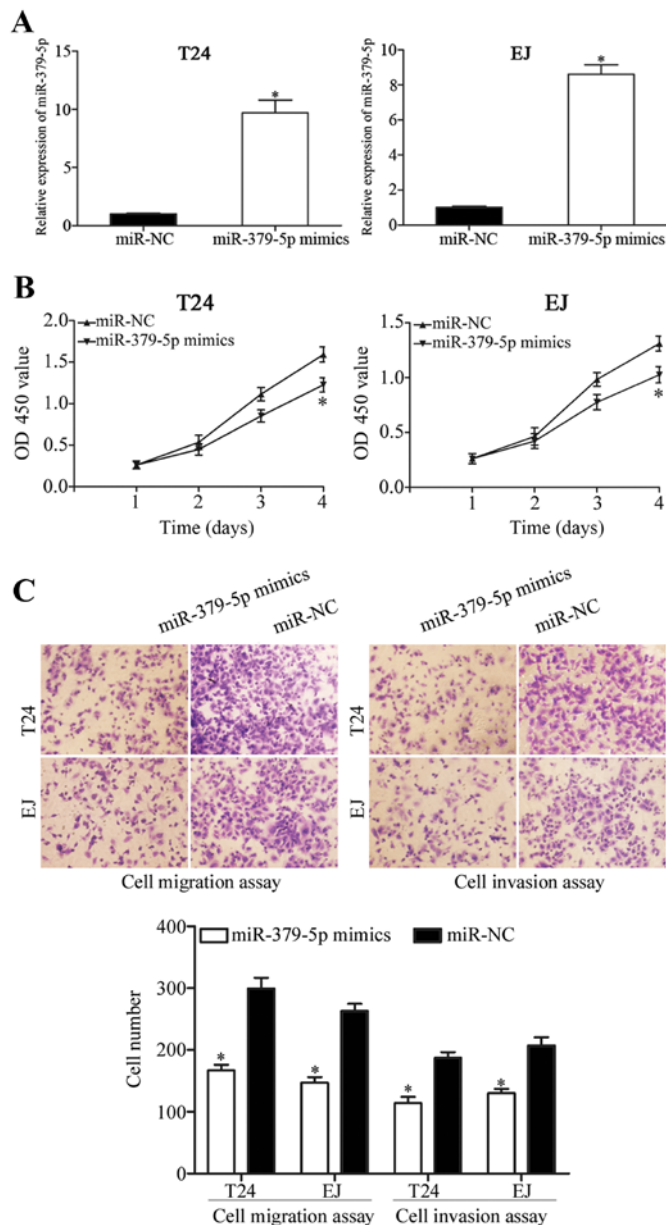 A
T24
Relative expression of miR-379-5p
15
10
5
0
*
miR-NC
miR-379-5p mimics
EJ
Relative expression of miR-379-5p
10
8
6
4
2
0
*
miR-NC
miR-379-5p mimics
B
T24
miR-NC
miR-379-5p mimics
OD 450 value
2.0
1.5
1.0
0.5
0.0
*
1 2 3 4
Time (days)
EJ
miR-NC
miR-379-5p mimics
OD 450 value
1.5
1.0
0.5
0.0
*
1 2 3 4
Time (days)
C
miR-379-5p mimics
miR-NC
T24
EJ
Cell migration assay
miR-379-5p mimics
miR-NC
T24
EJ
Cell invasion assay
miR-379-5p mimics
miR-NC
Cell number
400
300
200
100
0
* * * *
T24 EJ T24 EJ
Cell migration assay Cell invasion assay